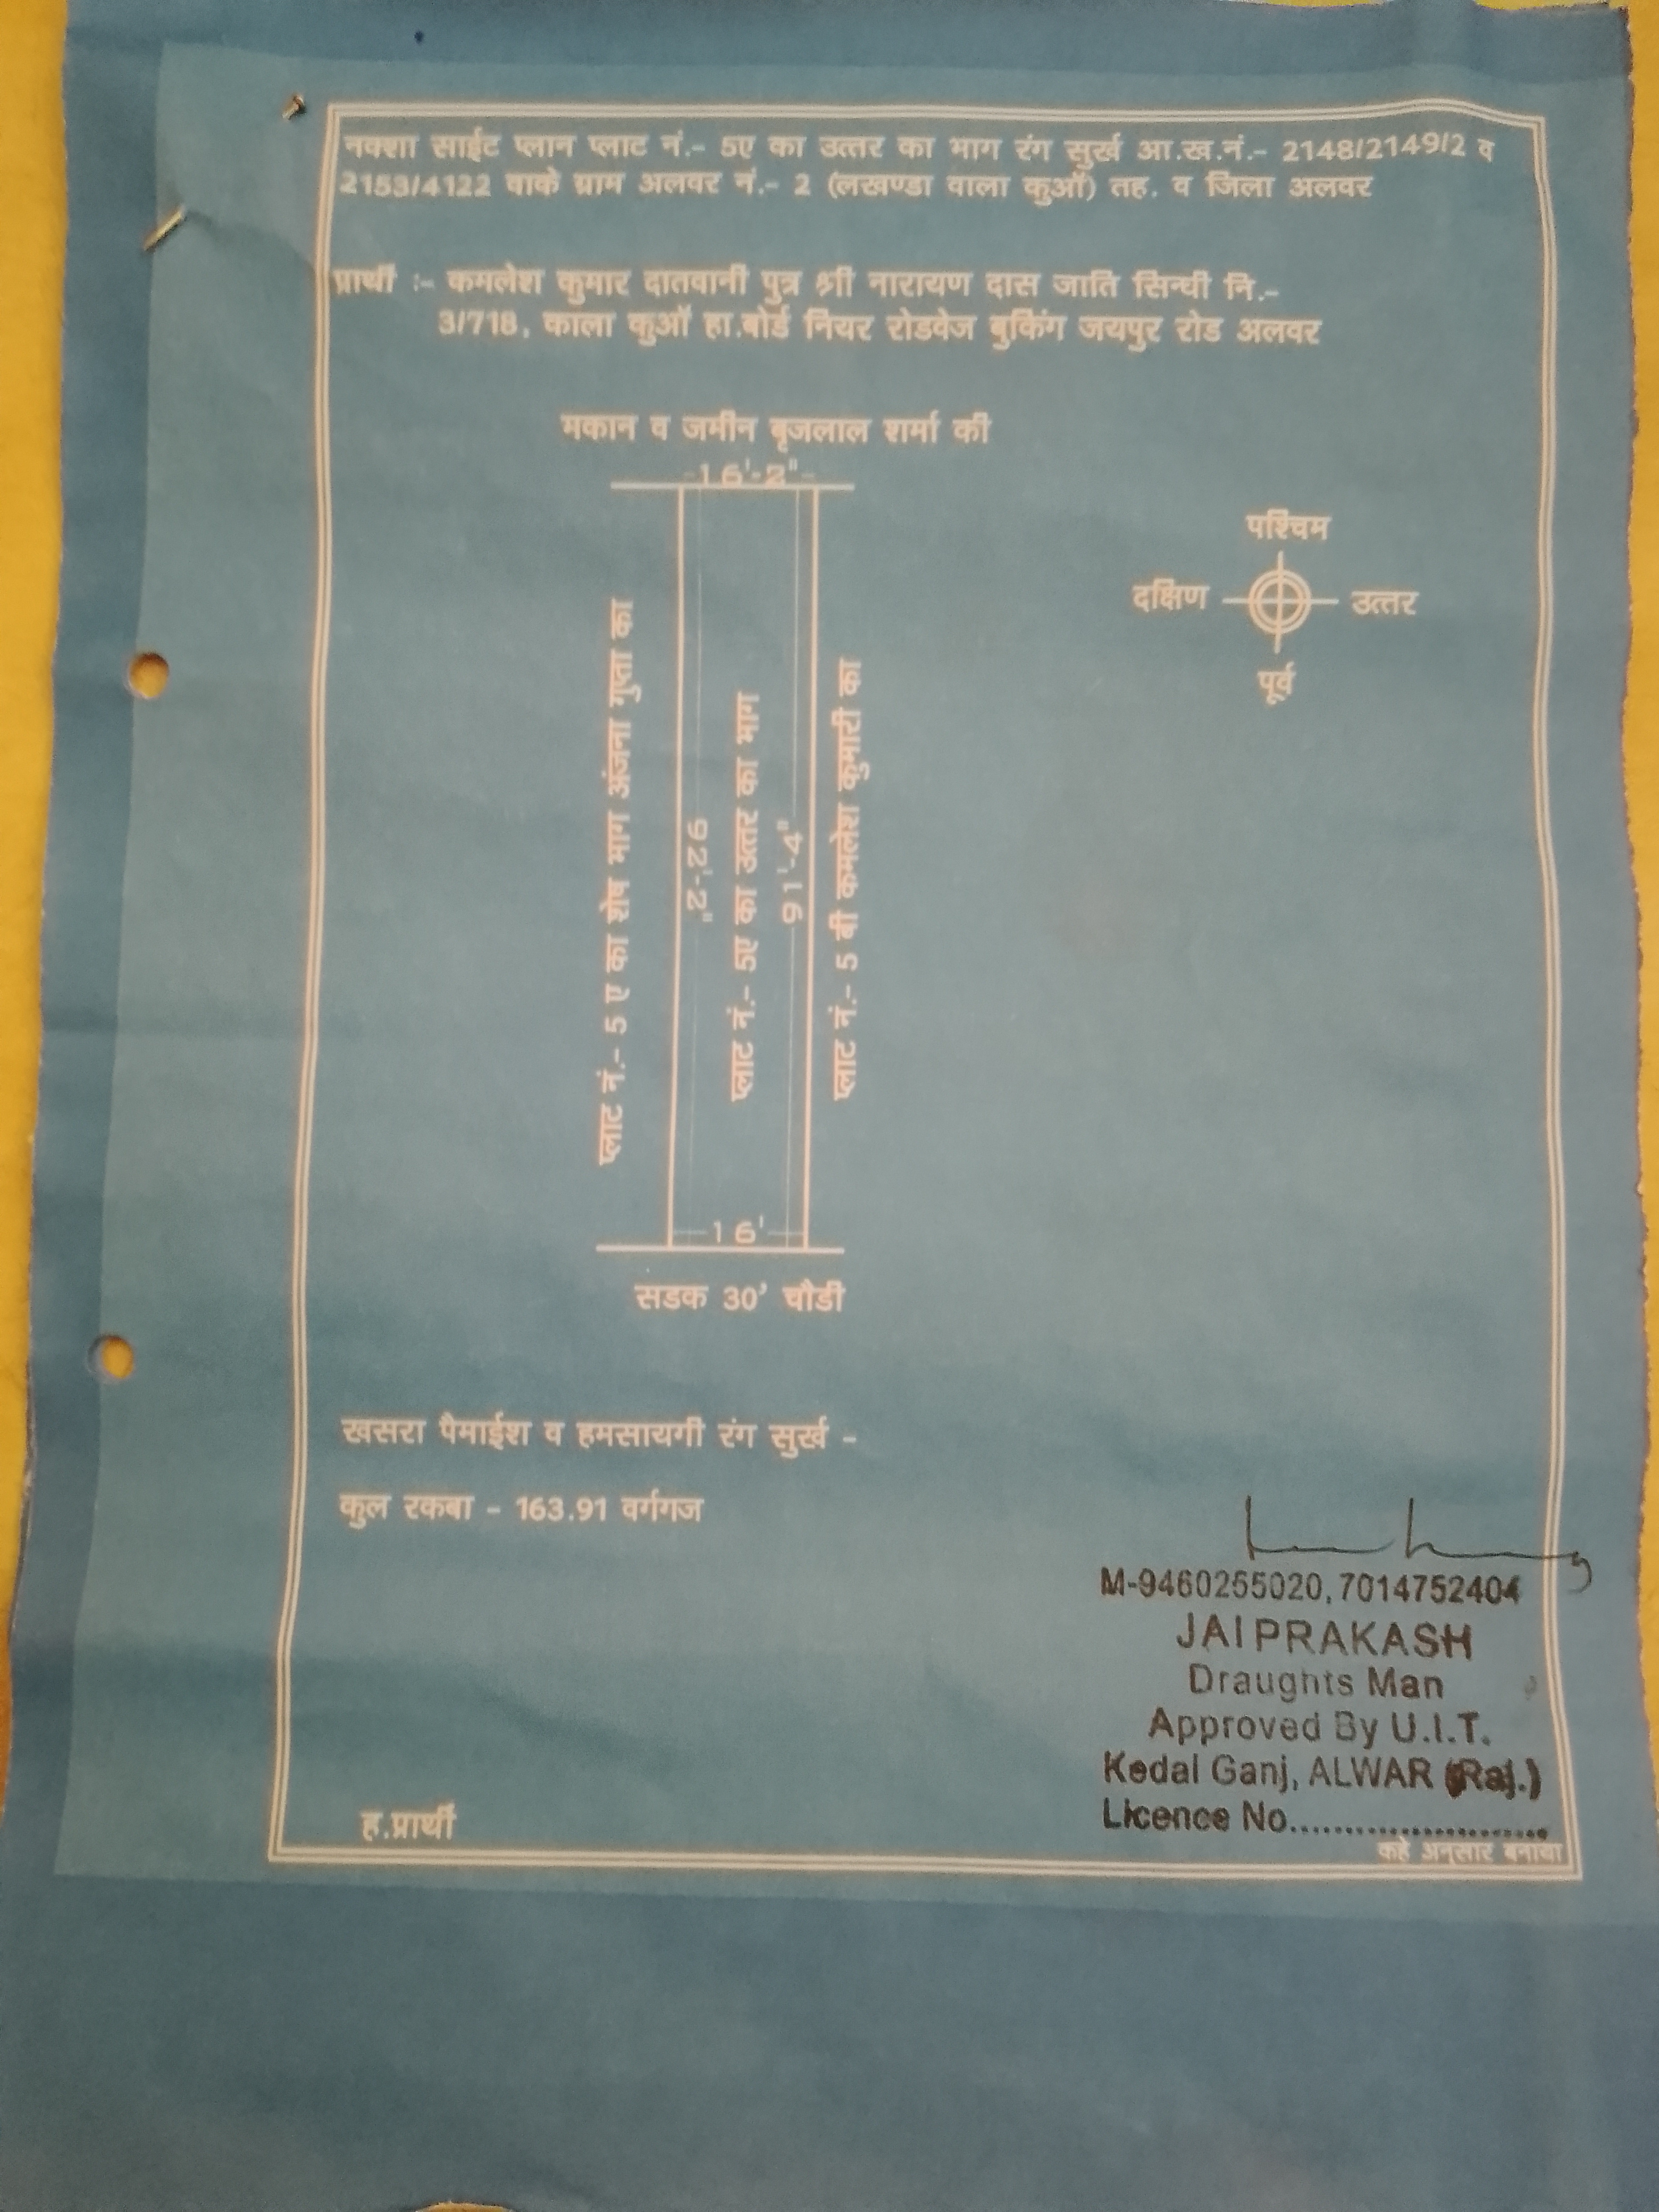 नक्शा साईट प्लान प्लाट नं.- 5ए का उत्तर का भाग रंग सुर्ख आ.ख.नं.- 2148/2149/2 व
2153/4122 वाके ग्राम अलवर नं.- 2 (लखण्डा वाला कुआँ) तह. व जिला अलवर
प्रार्थी :- कमलेश कुमार दातवानी पुत्र श्री नारायण दास जाति सिन्धी नि.-
3/718, काला कुआँ हा.बोर्ड नियर रोडवेज बुकिंग जयपुर रोड अलवर
मकान व जमीन बृजलाल शर्मा की
16'-2"
पश्चिम
दक्षिण
उत्तर
पूर्व
प्लाट नं.- 5 ए का शेष भाग अंजना गुप्ता का
92'-2"
प्लाट नं.- 5ए का उत्तर का भाग
91'-4"
प्लाट नं.- 5 बी कमलेश कुमारी का
16'
सडक 30' चौडी
खसरा पैमाईश व हमसायगी रंग सुर्ख -
कुल रकबा - 163.91 वर्गगज
M-9460255020, 7014752404
JAI PRAKASH
Draughts Man
Approved By U.I.T.
Kedal Ganj, ALWAR (Raj.)
Licence No.........................
ह.प्रार्थी
कहे अनुसार बनाया